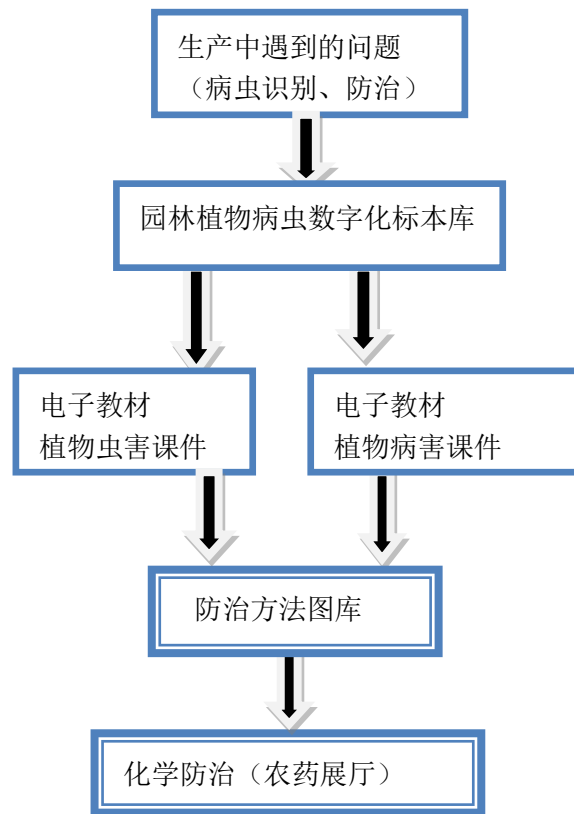 生产中遇到的问题
（病虫识别、防治）
园林植物病虫数字化标本库
电子教材
植物虫害课件
电子教材
植物病害课件
防治方法图库
化学防治（农药展厅）